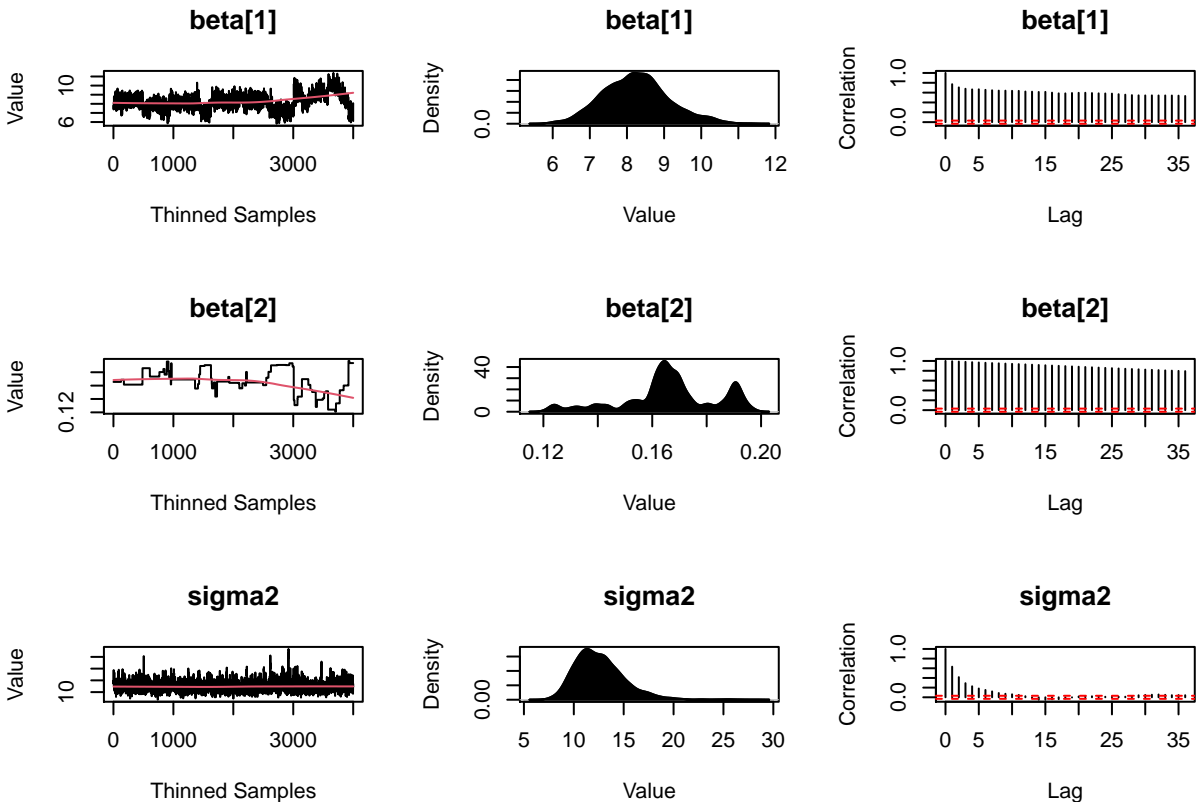 beta[1] beta[1] beta[1]
Value 6 10 Density 0.0 Correlation 0.0 1.0
0 1000 3000 6 7 8 9 10 12 0 5 15 25 35
Thinned Samples Value Lag
beta[2] beta[2] beta[2]
Value 0.12 Density 0 40 Correlation 0.0 1.0
0 1000 3000 0.12 0.16 0.20 0 5 15 25 35
Thinned Samples Value Lag
sigma2 sigma2 sigma2
Value 10 Density 0.00 Correlation 0.0 1.0
0 1000 3000 5 10 15 20 25 30 0 5 15 25 35
Thinned Samples Value Lag